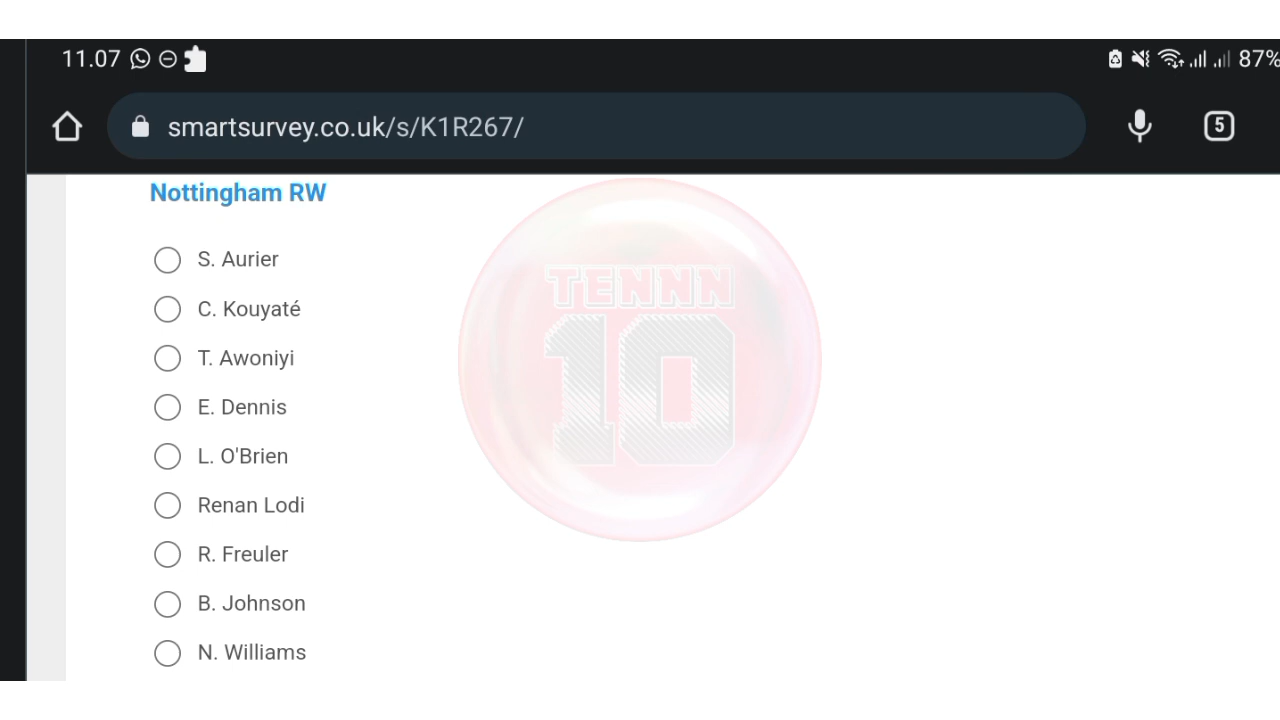 11.07 87%
smartsurvey.co.uk/s/K1R267/ 5
Nottingham RW
S. Aurier
C. Kouyaté
T. Awoniyi
E. Dennis
L. O'Brien
Renan Lodi
R. Freuler
B. Johnson
N. Williams
TENNN
10